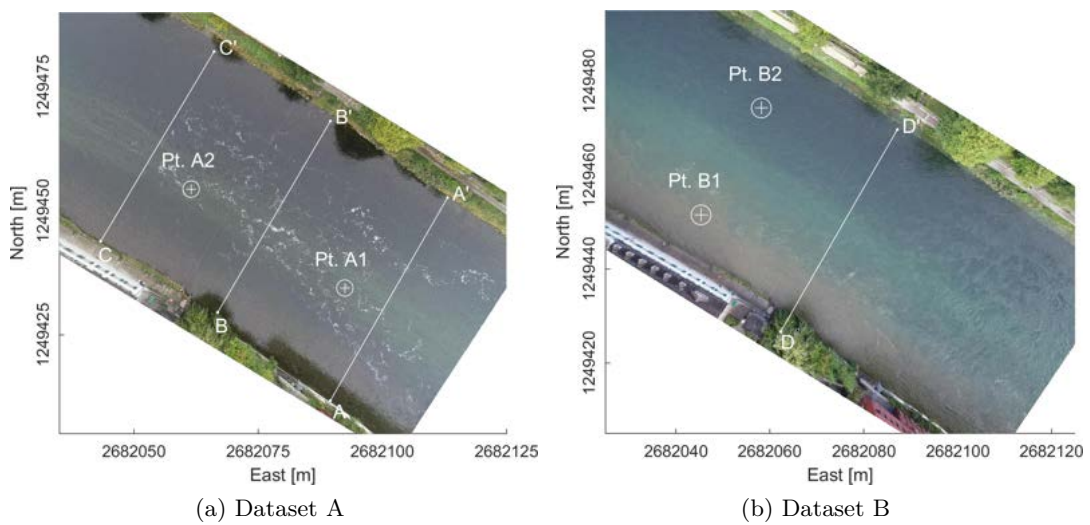 1249475
1249450
1249425
North [m]
C'
B'
A'
Pt. A2
Pt. A1
C
B
A
2682050 2682075 2682100 2682125
East [m]
(a) Dataset A
1249480
1249460
1249440
1249420
North [m]
Pt. B2
D'
Pt. B1
D
2682040 2682060 2682080 2682100 2682120
East [m]
(b) Dataset B